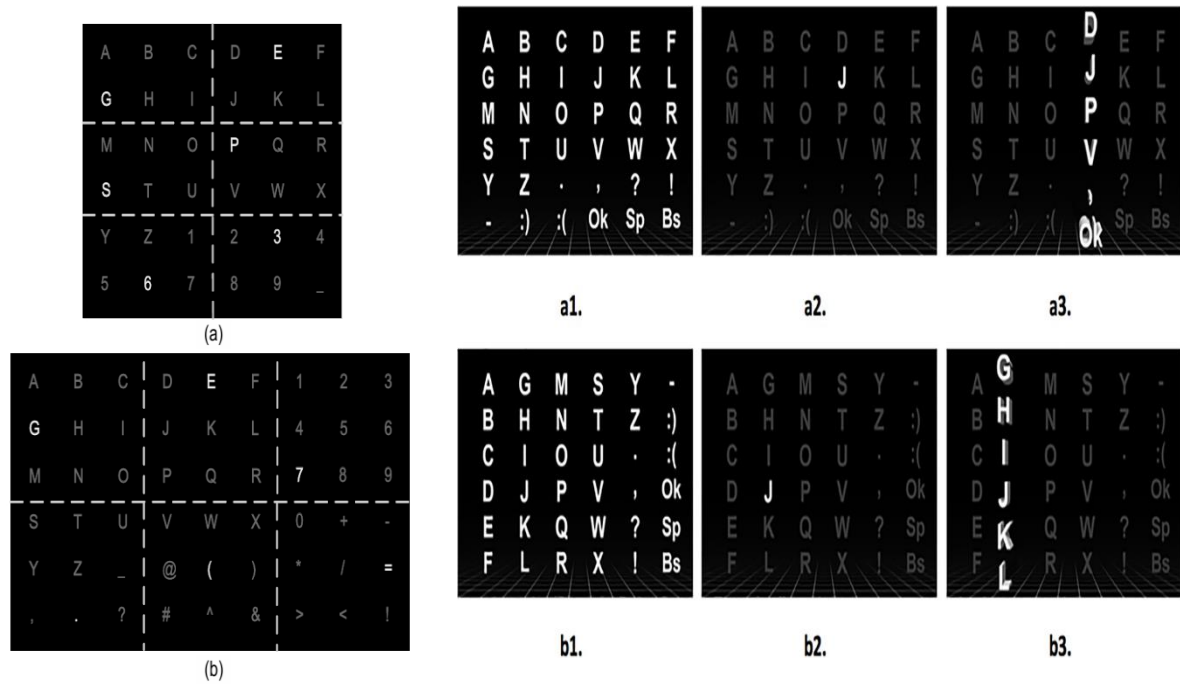 A B C D E F
G H I J K L
M N O P Q R
S T U V W X
Y Z 1 2 3 4
5 6 7 8 9 _
(a)
A B C D E F 1 2 3
G H I J K L 4 5 6
M N O P Q R 7 8 9
S T U V W X 0 + -
Y Z _ @ ( ) * / =
, . ? # ^ & > < !
(b)
A B C D E F
G H I J K L
M N O P Q R
S T U V W X
Y Z . , ? !
- :) :( Ok Sp Bs
a1.
A B C D E F
G H I J K L
M N O P Q R
S T U V W X
Y Z . , ? !
- :) :( Ok Sp Bs
a2.
A B C D E F
G H I J K L
M N O P Q R
S T U V W X
Y Z . , ? !
- :) :( Ok Sp Bs
a3.
A G M S Y -
B H N T Z :)
C I O U . :(
D J P V , Ok
E K Q W ? Sp
F L R X ! Bs
b1.
A G M S Y -
B H N T Z :)
C I O U . :(
D J P V , Ok
E K Q W ? Sp
F L R X ! Bs
b2.
A G M S Y -
B H N T Z :)
C I O U . :(
D J P V , Ok
E K Q W ? Sp
F L R X ! Bs
b3.